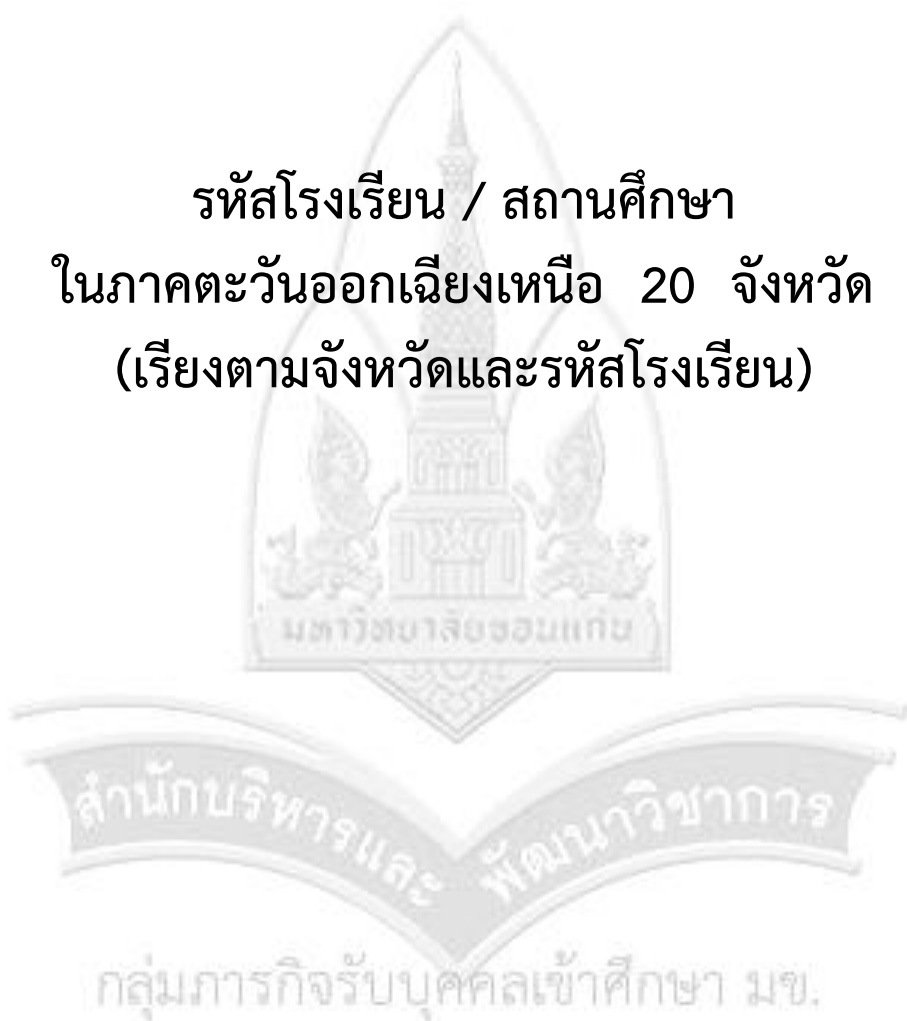 รหัสโรงเรียน / สถานศึกษา
ในภาคตะวันออกเฉียงเหนือ 20 จังหวัด
(เรียงตามจังหวัดและรหัสโรงเรียน)
มหาวิทยาลัยขอนแก่น
สำนักบริหารและ พัฒนาวิชาการ
กลุ่มภารกิจรับบุคคลเข้าศึกษา มข.